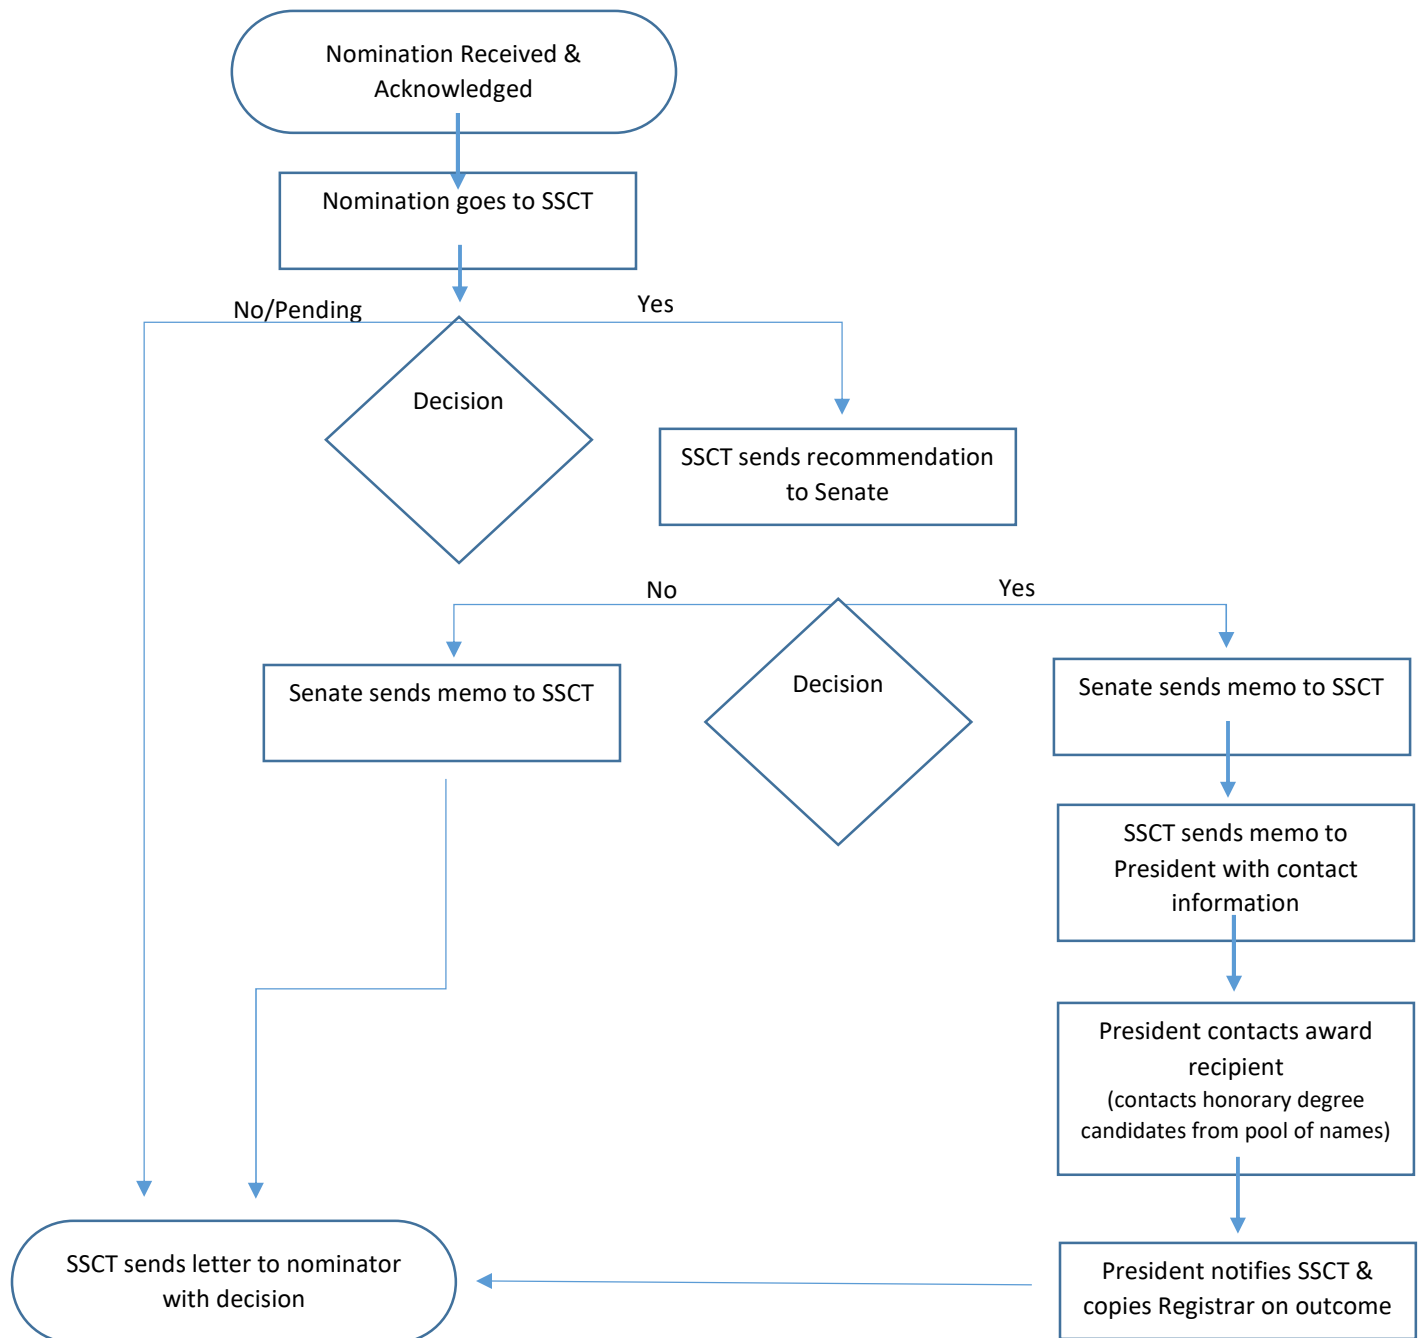 Nomination Received &
Acknowledged
Nomination goes to SSCT
No/Pending
Yes
Decision
SSCT sends recommendation
to Senate
No
Yes
Senate sends memo to SSCT
Decision
Senate sends memo to SSCT
SSCT sends memo to
President with contact
information
President contacts award
recipient
(contacts honorary degree
candidates from pool of names)
SSCT sends letter to nominator
with decision
President notifies SSCT &
copies Registrar on outcome